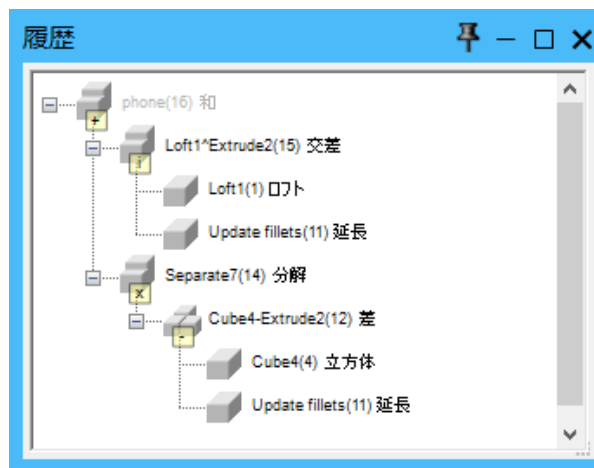 履歴
phone(16) 和
Loft1^Extrude2(15) 交差
Loft1(1) ロフト
Update fillets(11) 延長
Separate7(14) 分解
Cube4-Extrude2(12) 差
Cube4(4) 立方体
Update fillets(11) 延長